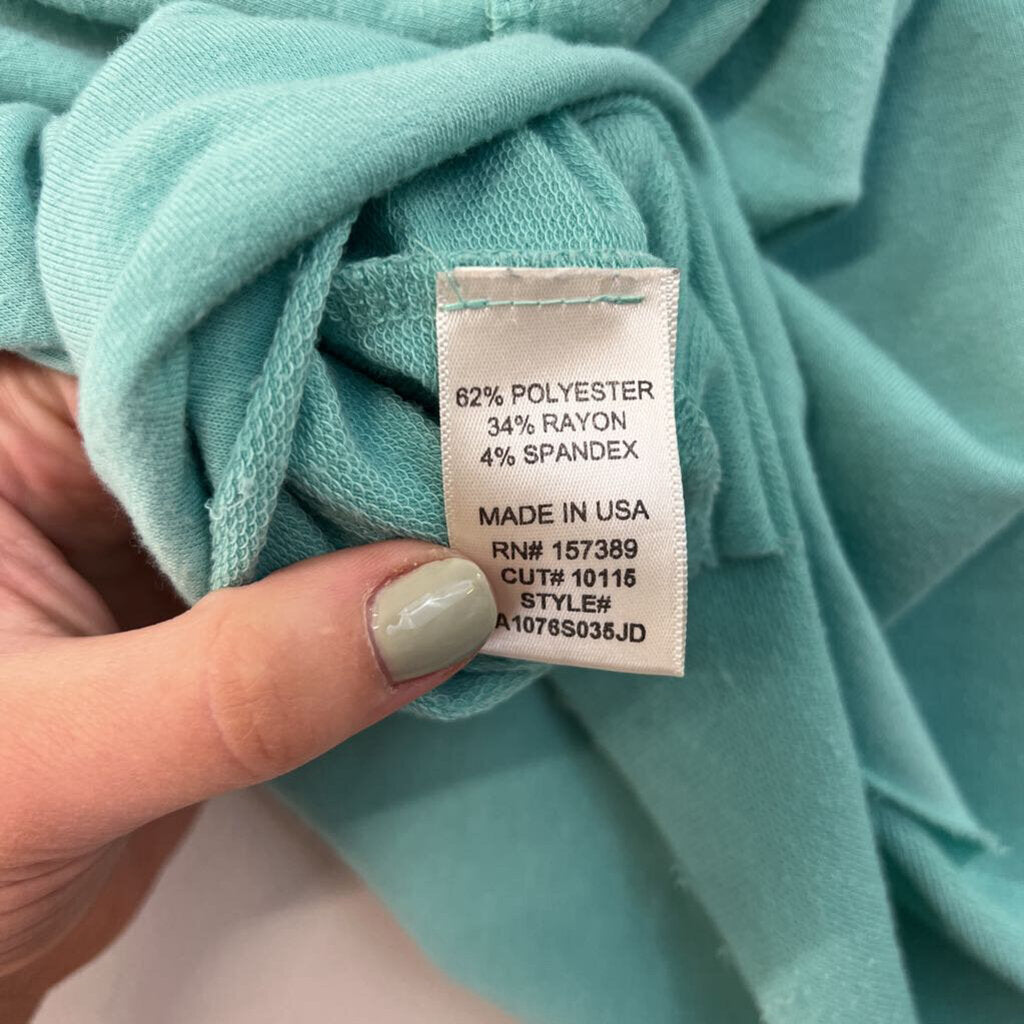 62% POLYESTER
34% RAYON
4% SPANDEX
MADE IN USA
RN# 157389
CUT# 10115
STYLE#
A1076S035JD